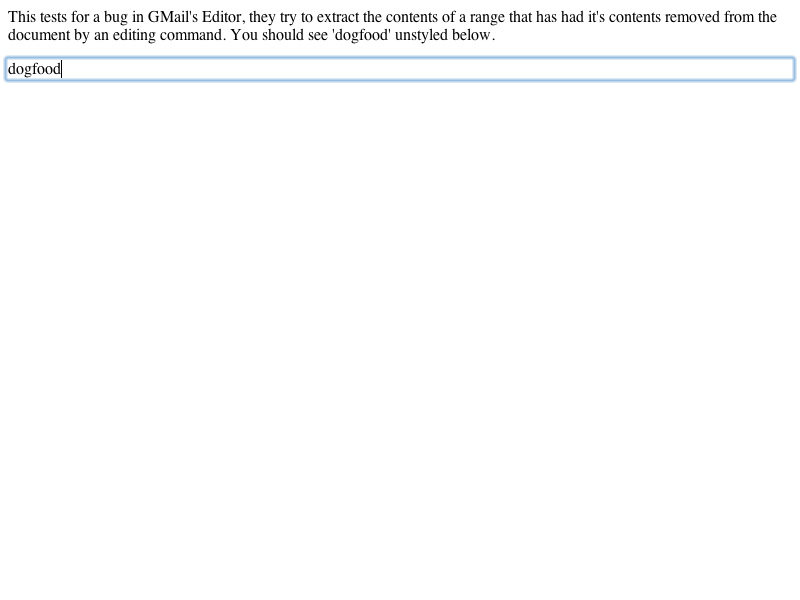 This tests for a bug in GMail's Editor, they try to extract the contents of a range that has had it's contents removed from the
document by an editing command. You should see 'dogfood' unstyled below.
dogfood